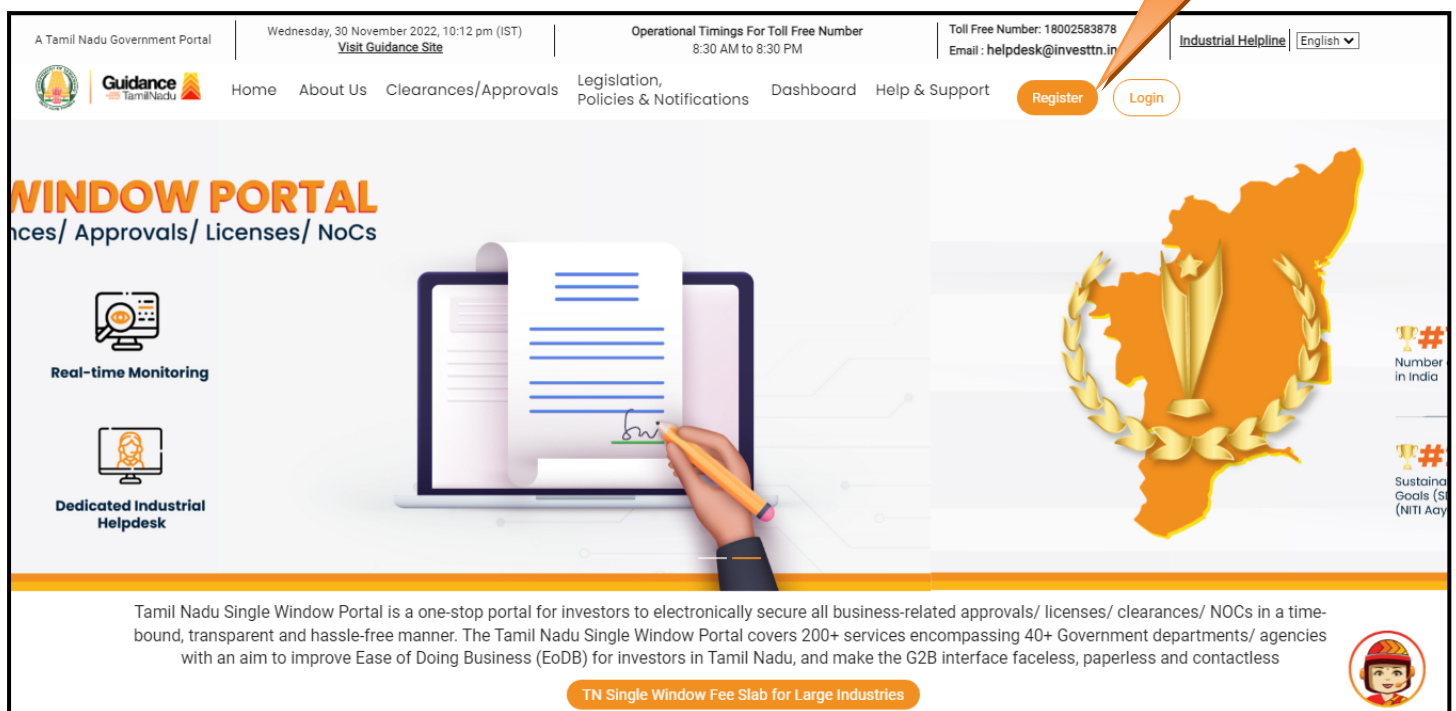 A Tamil Nadu Government Portal
Wednesday, 30 November 2022, 10:12 pm (IST)
Visit Guidance Site
Operational Timings For Toll Free Number
8:30 AM to 8:30 PM
Toll Free Number: 18002583878
Email : helpdesk@investtn.in
Industrial Helpline
English
Guidance
TamilNadu
Home
About Us
Clearances/Approvals
Legislation,
Policies & Notifications
Dashboard
Help & Support
Register
Login
WINDOW PORTAL
nces/ Approvals/ Licenses/ NoCs
Real-time Monitoring
Dedicated Industrial
Helpdesk
#
Number
in India
#
Sustaina
Goals (S
(NITI Aay
Tamil Nadu Single Window Portal is a one-stop portal for investors to electronically secure all business-related approvals/ licenses/ clearances/ NOCs in a time-
bound, transparent and hassle-free manner. The Tamil Nadu Single Window Portal covers 200+ services encompassing 40+ Government departments/ agencies
with an aim to improve Ease of Doing Business (EoDB) for investors in Tamil Nadu, and make the G2B interface faceless, paperless and contactless
TN Single Window Fee Slab for Large Industries